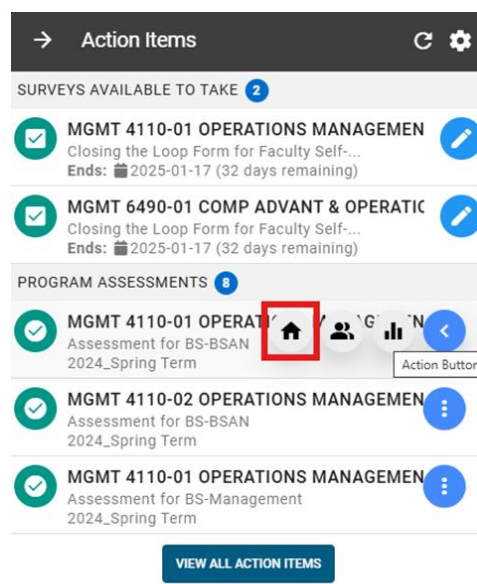 Action Items
SURVEYS AVAILABLE TO TAKE 2
MGMT 4110-01 OPERATIONS MANAGEMEN
Closing the Loop Form for Faculty Self-...
Ends: 2025-01-17 (32 days remaining)
MGMT 6490-01 COMP ADVANT & OPERATIC
Closing the Loop Form for Faculty Self-...
Ends: 2025-01-17 (32 days remaining)
PROGRAM ASSESSMENTS 8
MGMT 4110-01 OPERAT
Assessment for BS-BSAN
2024_Spring Term
Action Button
MGMT 4110-02 OPERATIONS MANAGEMEN
Assessment for BS-BSAN
2024_Spring Term
MGMT 4110-01 OPERATIONS MANAGEMEN
Assessment for BS-Management
2024_Spring Term
VIEW ALL ACTION ITEMS